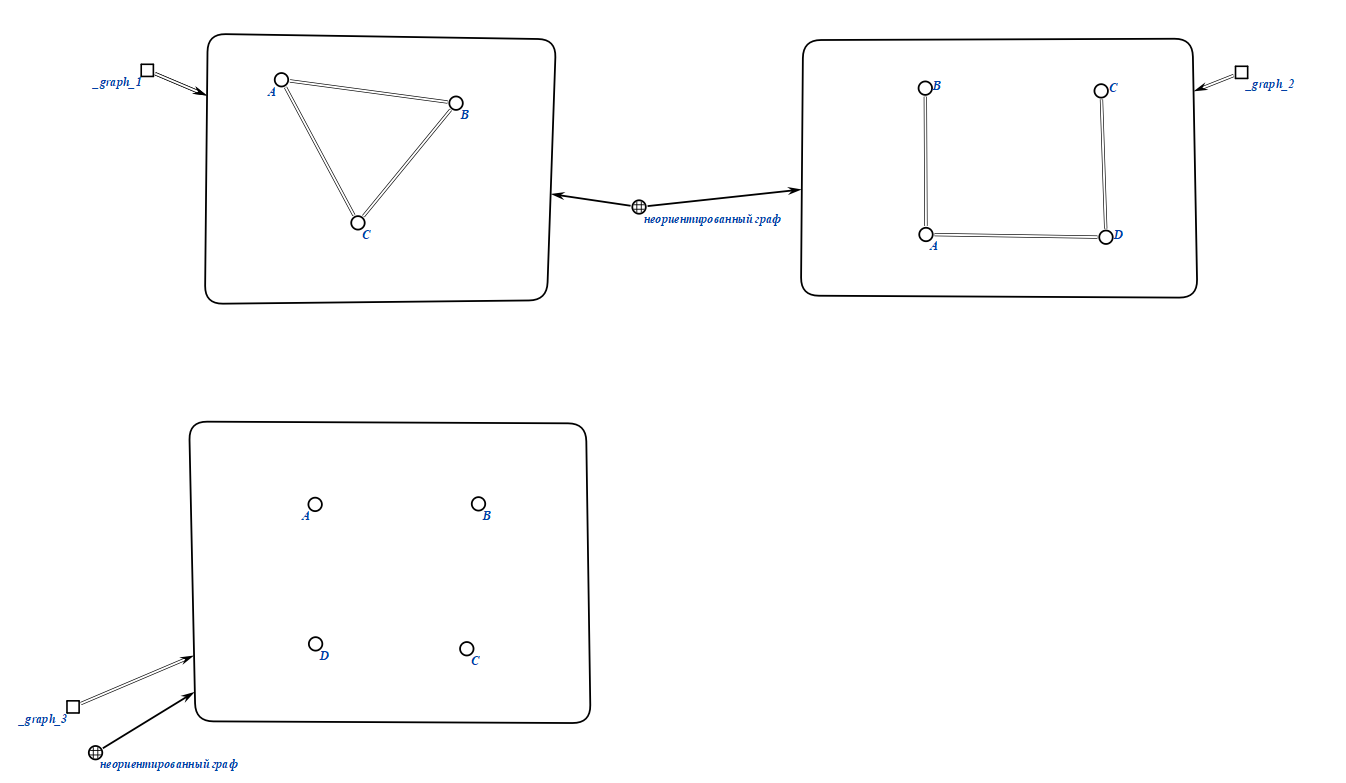 _graph_1
A
B
C
неориентированный граф
B
C
A
D
_graph_2
A
B
D
C
_graph_3
неориентированный граф